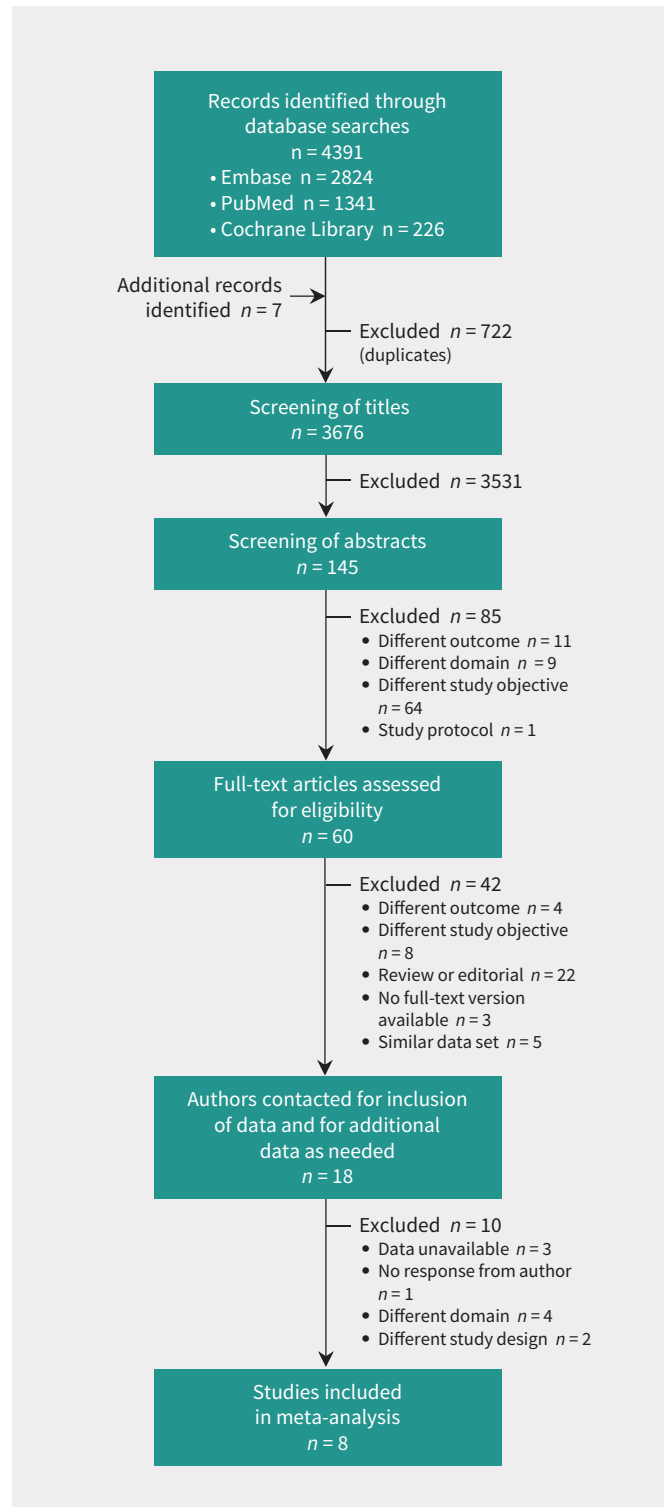 Records identified through
database searches
n = 4391
• Embase n = 2824
• PubMed n = 1341
• Cochrane Library n = 226
Additional records
identified n = 7
Excluded n = 722
(duplicates)
Screening of titles
n = 3676
Excluded n = 3531
Screening of abstracts
n = 145
Excluded n = 85
• Different outcome n = 11
• Different domain n = 9
• Different study objective
n = 64
• Study protocol n = 1
Full-text articles assessed
for eligibility
n = 60
Excluded n = 42
• Different outcome n = 4
• Different study objective
n = 8
• Review or editorial n = 22
• No full-text version
available n = 3
• Similar data set n = 5
Authors contacted for inclusion
of data and for additional
data as needed
n = 18
Excluded n = 10
• Data unavailable n = 3
• No response from author
n = 1
• Different domain n = 4
• Different study design n = 2
Studies included
in meta-analysis
n = 8